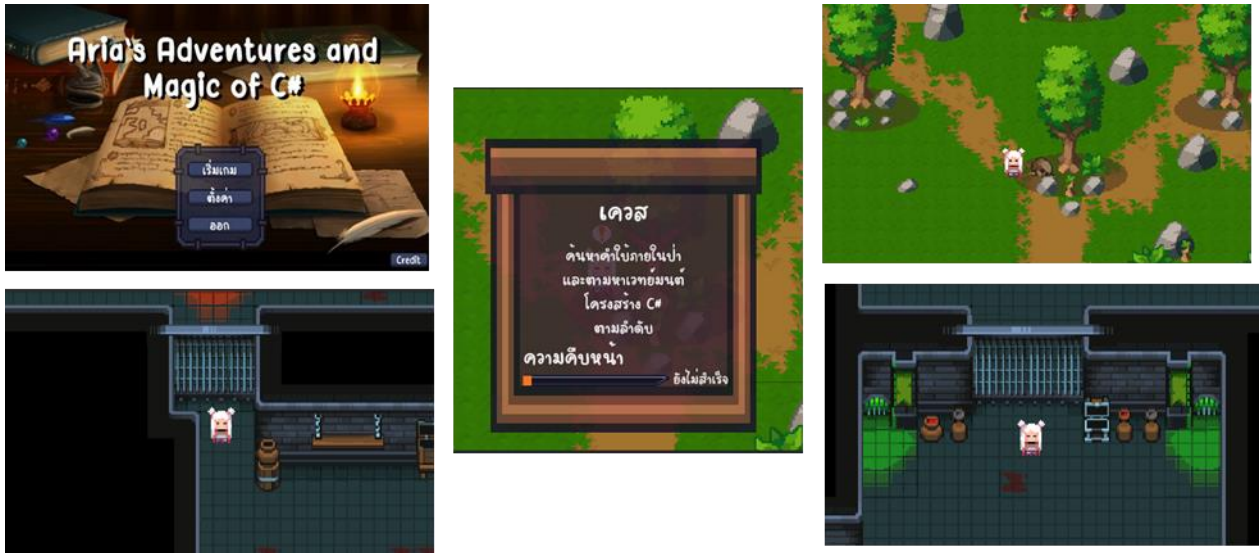 Aria's Adventures and
Magic of C#
เริ่มเกม
ตั้งค่า
ออก
Credit
เควส
ค้นหาคำใบ้ภายในป่า
และตามหาเวทย์มนต์
โครงสร้าง C#
ตามลำดับ
ความคืบหน้า
ยังไม่สำเร็จ